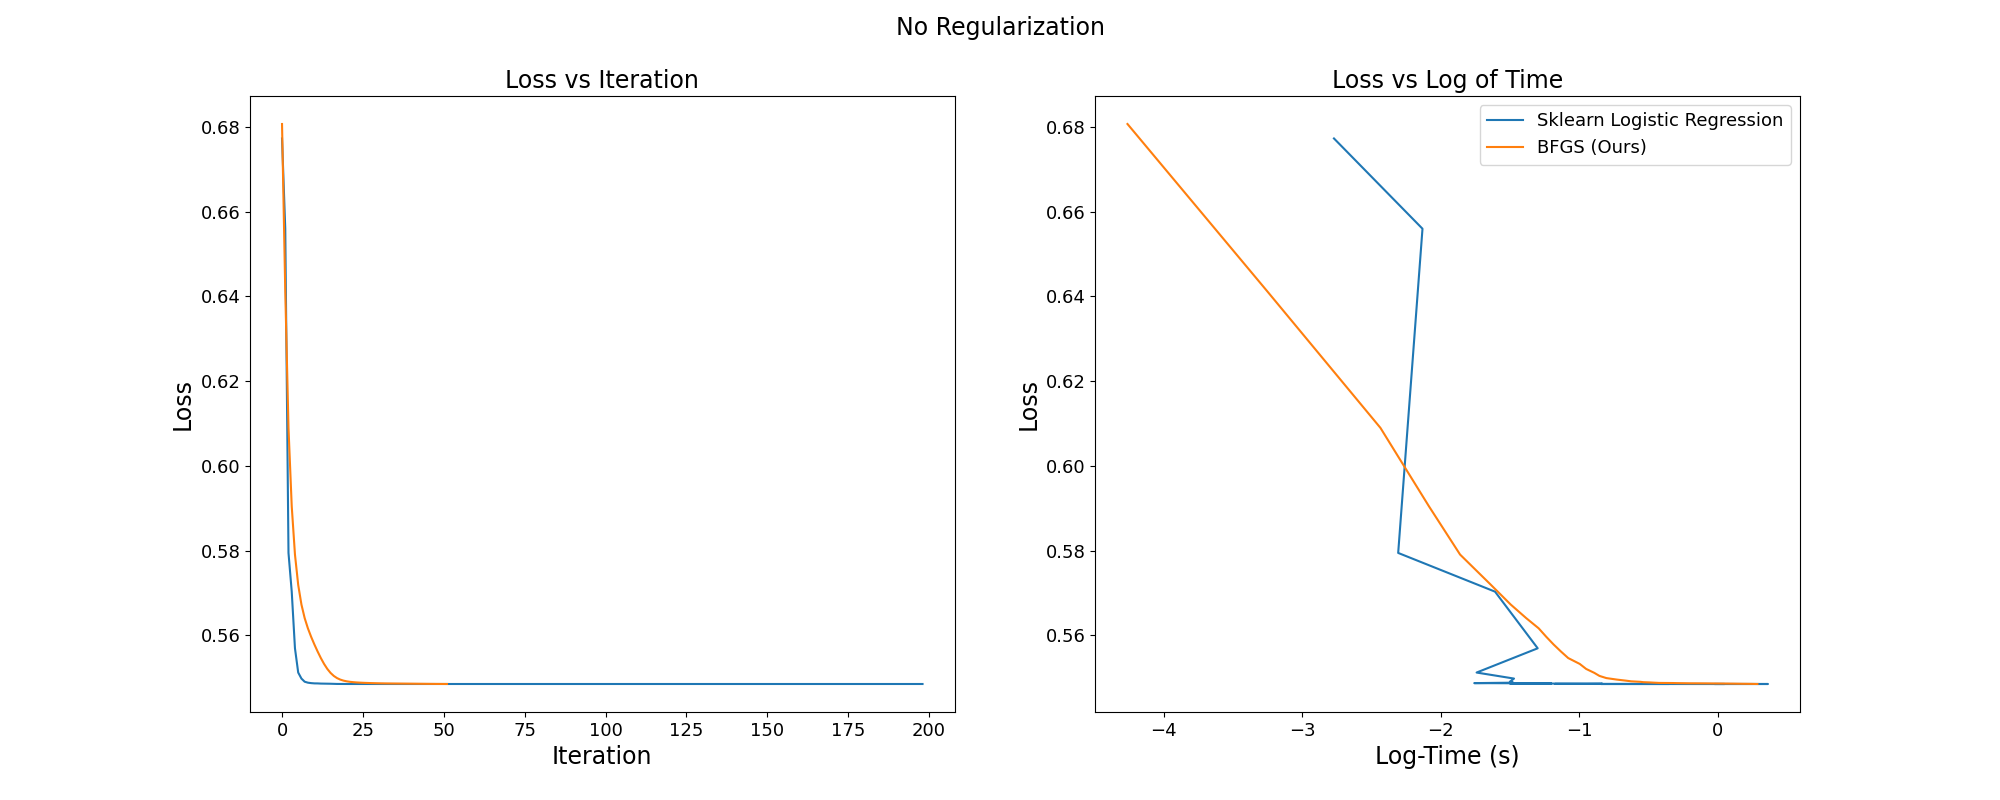 No Regularization
Loss vs Iteration
Loss
0.68
0.66
0.64
0.62
0.60
0.58
0.56
0 25 50 75 100 125 150 175 200
Iteration
Loss vs Log of Time
Sklearn Logistic Regression
BFGS (Ours)
Loss
0.68
0.66
0.64
0.62
0.60
0.58
0.56
−4 −3 −2 −1 0
Log-Time (s)